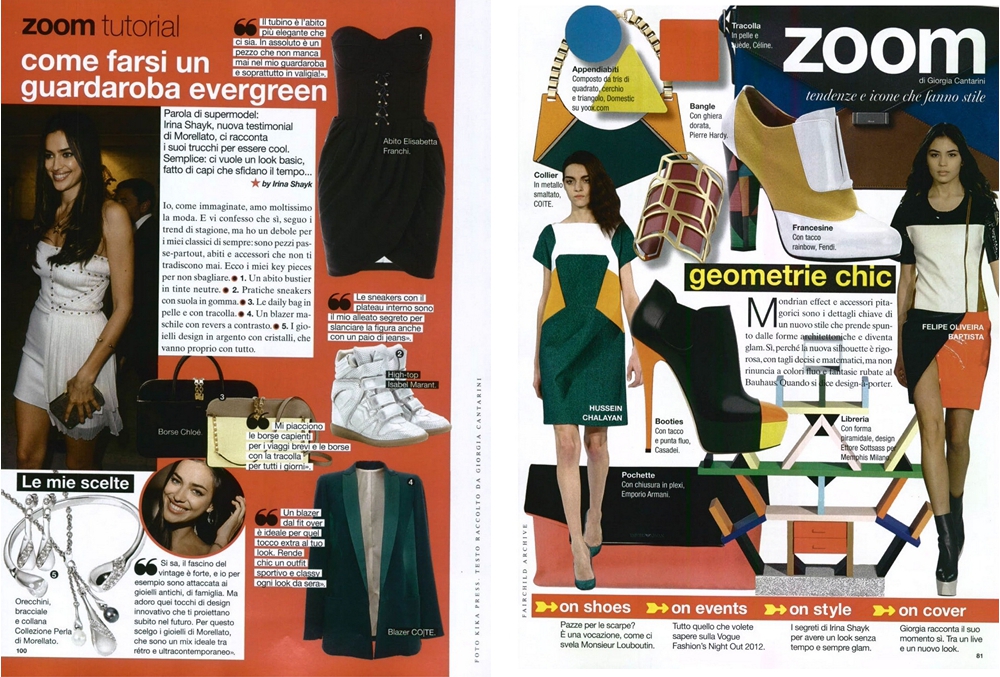 zoom tutorial
come farsi un
guardaroba evergreen
Parola di supermodel:
Irina Shayk, nuova testimonial
di Morellato, ci racconta
i suoi trucchi per essere cool.
Semplice: ci vuole un look basic,
fatto di capi che sfidano il tempo...
by Irina Shayk
Io, come immaginate, amo moltissimo
la moda. E vi confesso che sì, seguo i
trend di stagione, ma ho un debole per
i miei classici di sempre: sono pezzi pas-
se-partout, abiti e accessori che non ti
tradiscono mai. Ecco i miei key pieces
per non sbagliare. 1. Un abito bustier
in tinte neutre. 2. Pratiche sneakers
con suola in gomma. 3. Le daily bag in
pelle e con tracolla. 4. Un blazer ma-
schile con revers a contrasto. 5. I gio-
ielli design in argento con cristalli, che
vanno proprio con tutto.
Il tubino è l'abito
più elegante che
ci sia. In assoluto è un
pezzo che non manca
mai nel mio guardaroba
e soprattutto in valigia!».
1
Abito Elisabetta
Franchi.
Le sneakers con il
plateau interno sono
il mio alleato segreto per
slanciare la figura anche
con un paio di jeans».
2
High-top
Isabel Marant.
3
Borse Chloé.
Mi piacciono
le borse capienti
per i viaggi brevi e le borse
con la tracolla
per tutti i giorni».
Le mie scelte
5
Orecchini,
bracciale
e collana
Collezione Perla
di Morellato.
100
Si sa, il fascino del
vintage è forte, e io per
esempio sono attaccata ai
gioielli antichi, di famiglia. Ma
adoro quei tocchi di design
innovativo che ti proiettano
subito nel futuro. Per questo
scelgo i gioielli di Morellato,
che sono un mix ideale tra
rétro e ultracontemporaneo».
Un blazer
dal fit over
è ideale per quel
tocco extra al tuo
look. Rende
chic un outfit
sportivo e classy
ogni look da sera».
4
Blazer CO|TE.
FOTO KIKA PRESS. TESTO RACCOLTO DA GIORGIA CANTARINI
zoom
di Giorgia Cantarini
tendenze e icone che fanno stile
Tracolla
In pelle e
suède, Céline.
Appendiabiti
Composto da tris di
quadrato, cerchio
e triangolo, Domestic
su yoox.com
Bangle
Con ghiera
dorata,
Pierre Hardy.
Collier
In metallo
smaltato,
CO|TE.
Francesine
Con tacco
rainbow, Fendi.
geometrie chic
Mondrian effect e accessori pita-
gorici sono i dettagli chiave di
un nuovo stile che prende spun-
to dalle forme architettoniche e diventa
glam. Sì, perché la nuova silhouette è rigo-
rosa, con tagli decisi e matematici, ma non
rinuncia a colori fluo e fantasie rubate al
Bauhaus. Quando si dice design-à-porter.
FELIPE OLIVEIRA
BAPTISTA
HUSSEIN
CHALAYAN
Booties
Con tacco
e punta fluo,
Casadei.
Libreria
Con forma
piramidale, design
Ettore Sottsass per
Memphis Milano.
Pochette
Con chiusura in plexi,
Emporio Armani.
FAIRCHILD ARCHIVE
on shoes
Pazze per le scarpe?
È una vocazione, come ci
svela Monsieur Louboutin.
on events
Tutto quello che volete
sapere sulla Vogue
Fashion's Night Out 2012.
on style
I segreti di Irina Shayk
per avere un look senza
tempo e sempre glam.
on cover
Giorgia racconta il suo
momento sì. Tra un live
e un nuovo look.
81